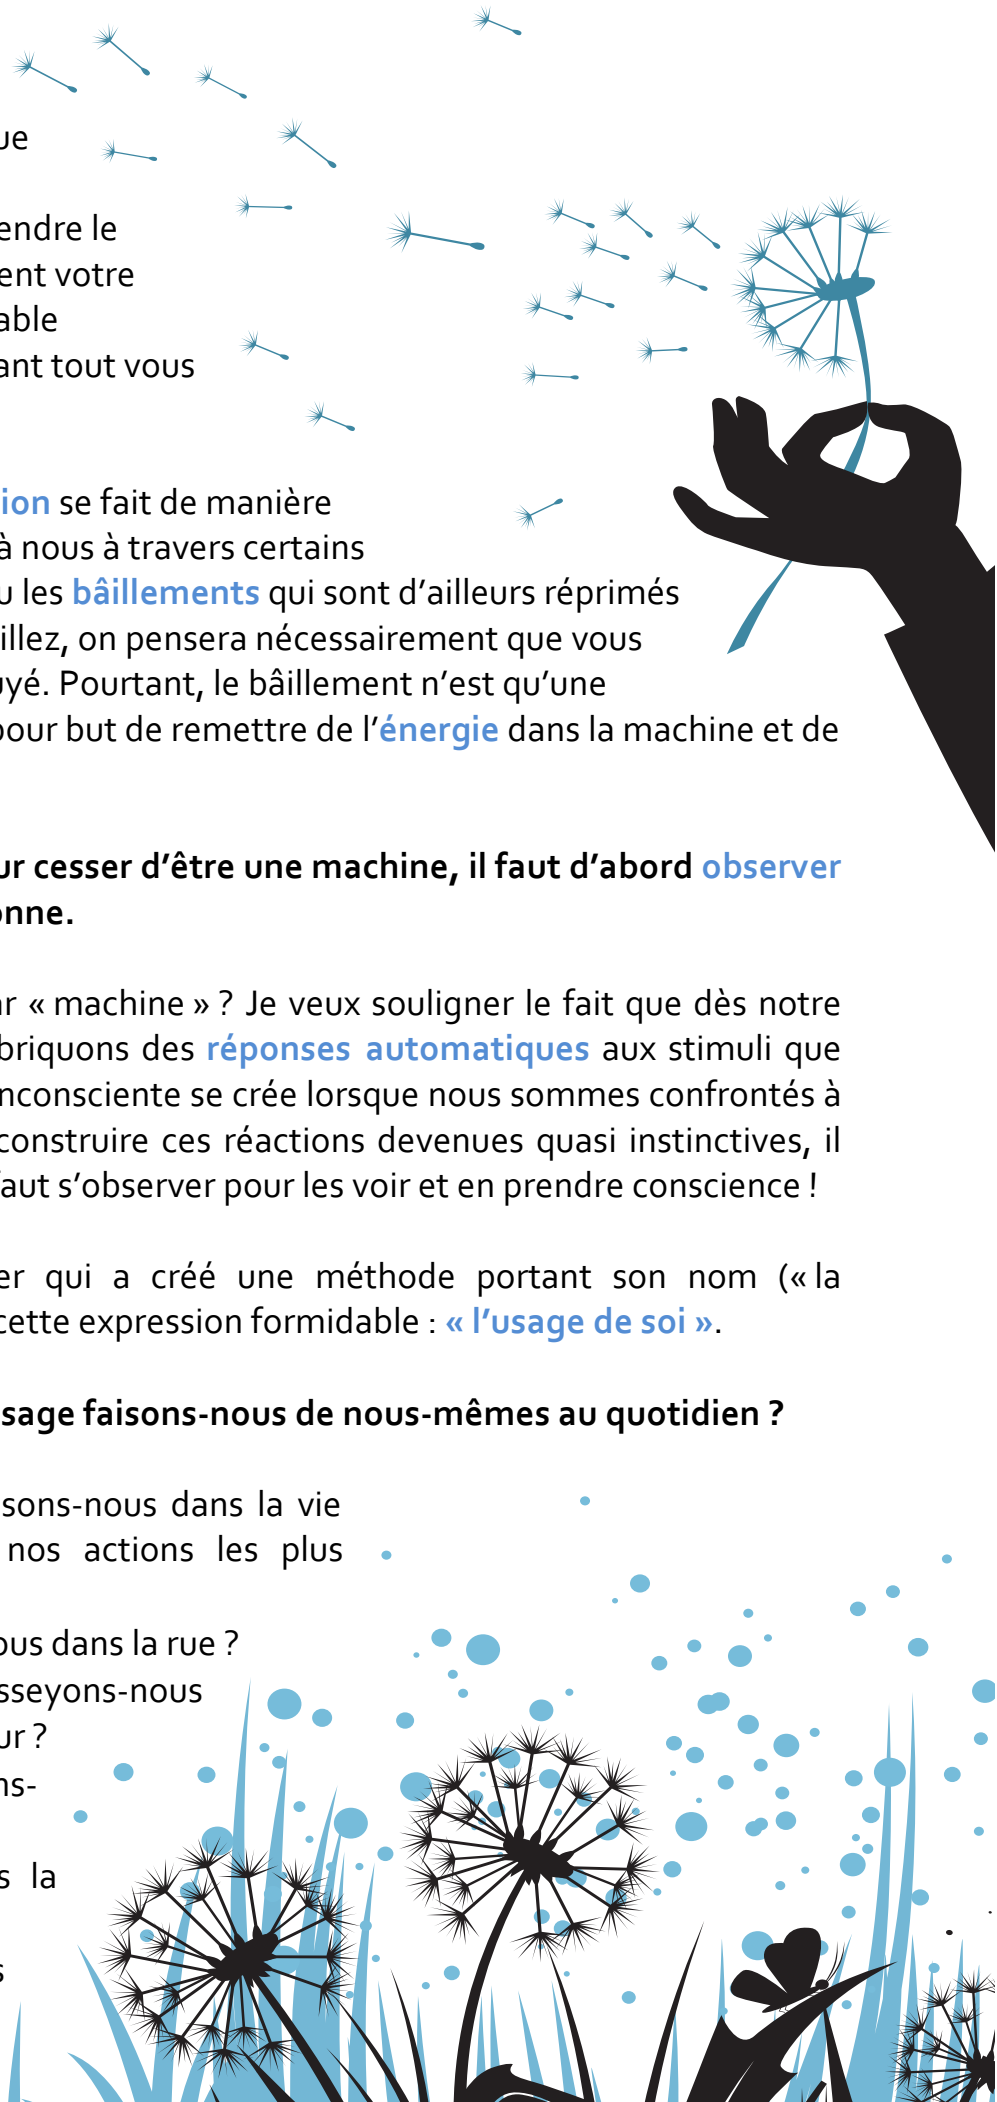 ue
endre le
ent votre
able
ant tout vous
ion se fait de manière
à nous à travers certains
u les bâillements qui sont d’ailleurs réprimés
illez, on pensera nécessairement que vous
yé. Pourtant, le bâillement n’est qu’une
pour but de remettre de l’énergie dans la machine et de
ur cesser d’être une machine, il faut d’abord observer
onne.
ar « machine » ? Je veux souligner le fait que dès notre
briquons des réponses automatiques aux stimuli que
nconsciente se crée lorsque nous sommes confrontés à
construire ces réactions devenues quasi instinctives, il
faut s’observer pour les voir et en prendre conscience !
er qui a créé une méthode portant son nom (« la
cette expression formidable : « l’usage de soi ».
sage faisons-nous de nous-mêmes au quotidien ?
sons-nous dans la vie
nos actions les plus
ous dans la rue ?
sseyons-nous
ur ?
ns-
s la
s